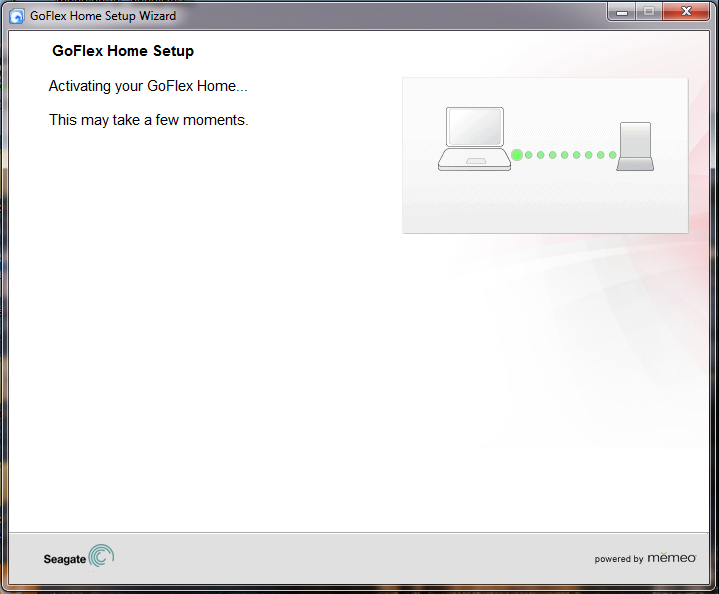 GoFlex Home Setup Wizard
GoFlex Home Setup
Activating your GoFlex Home...
This may take a few moments.
Seagate
powered by mëmeo